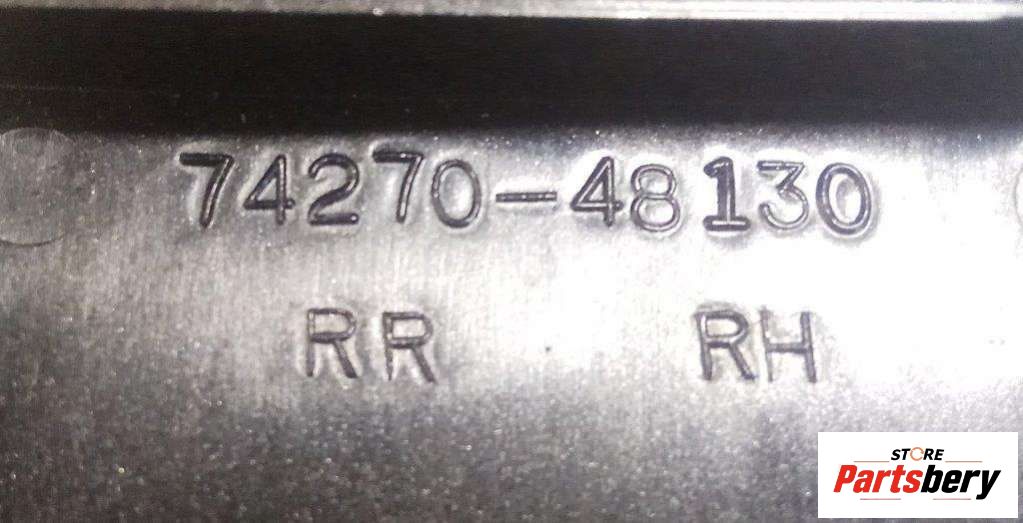 74270-48130
RR RH
STORE
Partsbery